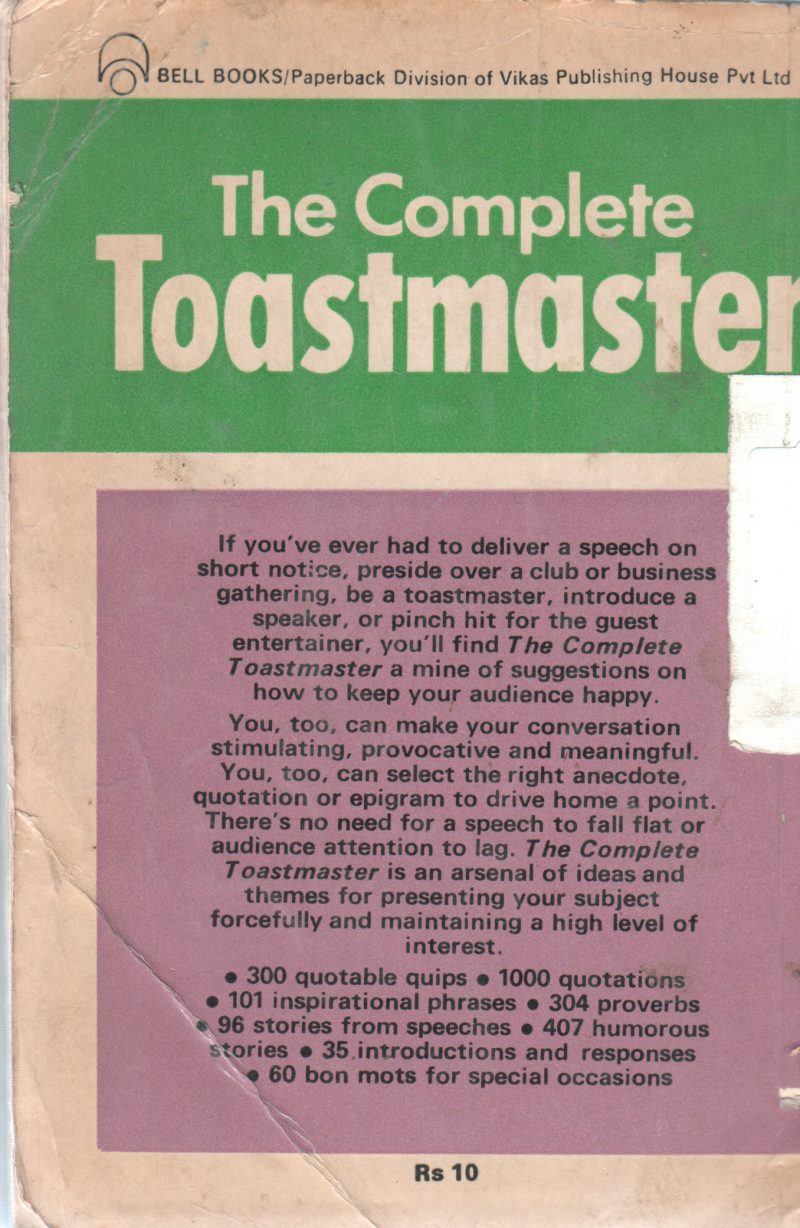 BELL BOOKS/Paperback Division of Vikas Publishing House Pvt Ltd
The Complete
Toastmaster
If you've ever had to deliver a speech on
short notice, preside over a club or business
gathering, be a toastmaster, introduce a
speaker, or pinch hit for the guest
entertainer, you'll find The Complete
Toastmaster a mine of suggestions on
how to keep your audience happy.
You, too, can make your conversation
stimulating, provocative and meaningful.
You, too, can select the right anecdote,
quotation or epigram to drive home a point.
There's no need for a speech to fall flat or
audience attention to lag. The Complete
Toastmaster is an arsenal of ideas and
themes for presenting your subject
forcefully and maintaining a high level of
interest.
• 300 quotable quips • 1000 quotations
• 101 inspirational phrases • 304 proverbs
• 96 stories from speeches • 407 humorous
stories • 35 introductions and responses
• 60 bon mots for special occasions
Rs 10